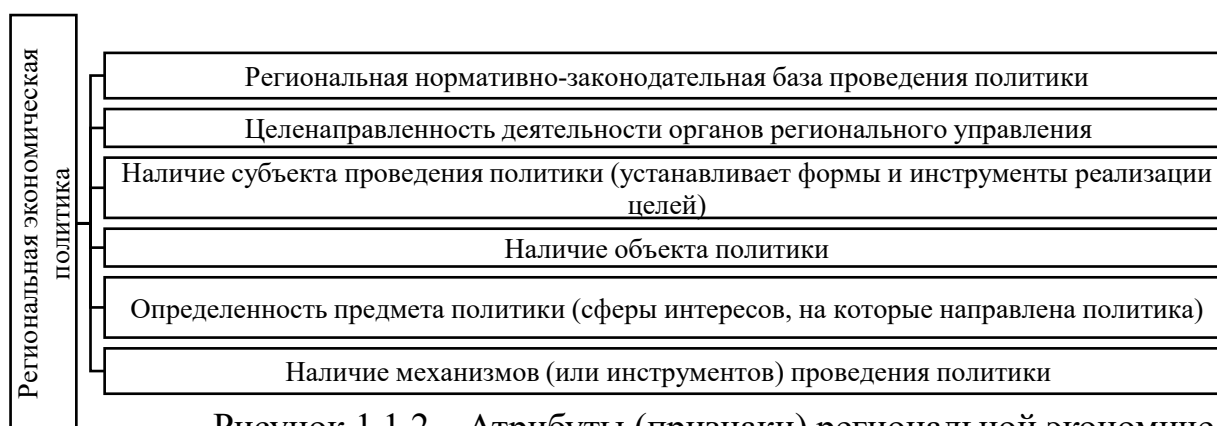 Региональная экономическая
политика
Региональная нормативно-законодательная база проведения политики
Целенаправленность деятельности органов регионального управления
Наличие субъекта проведения политики (устанавливает формы и инструменты реализации
целей)
Наличие объекта политики
Определенность предмета политики (сферы интересов, на которые направлена политика)
Наличие механизмов (или инструментов) проведения политики
Рисунок 1.1.2 – Атрибуты (признаки) региональной экономиче